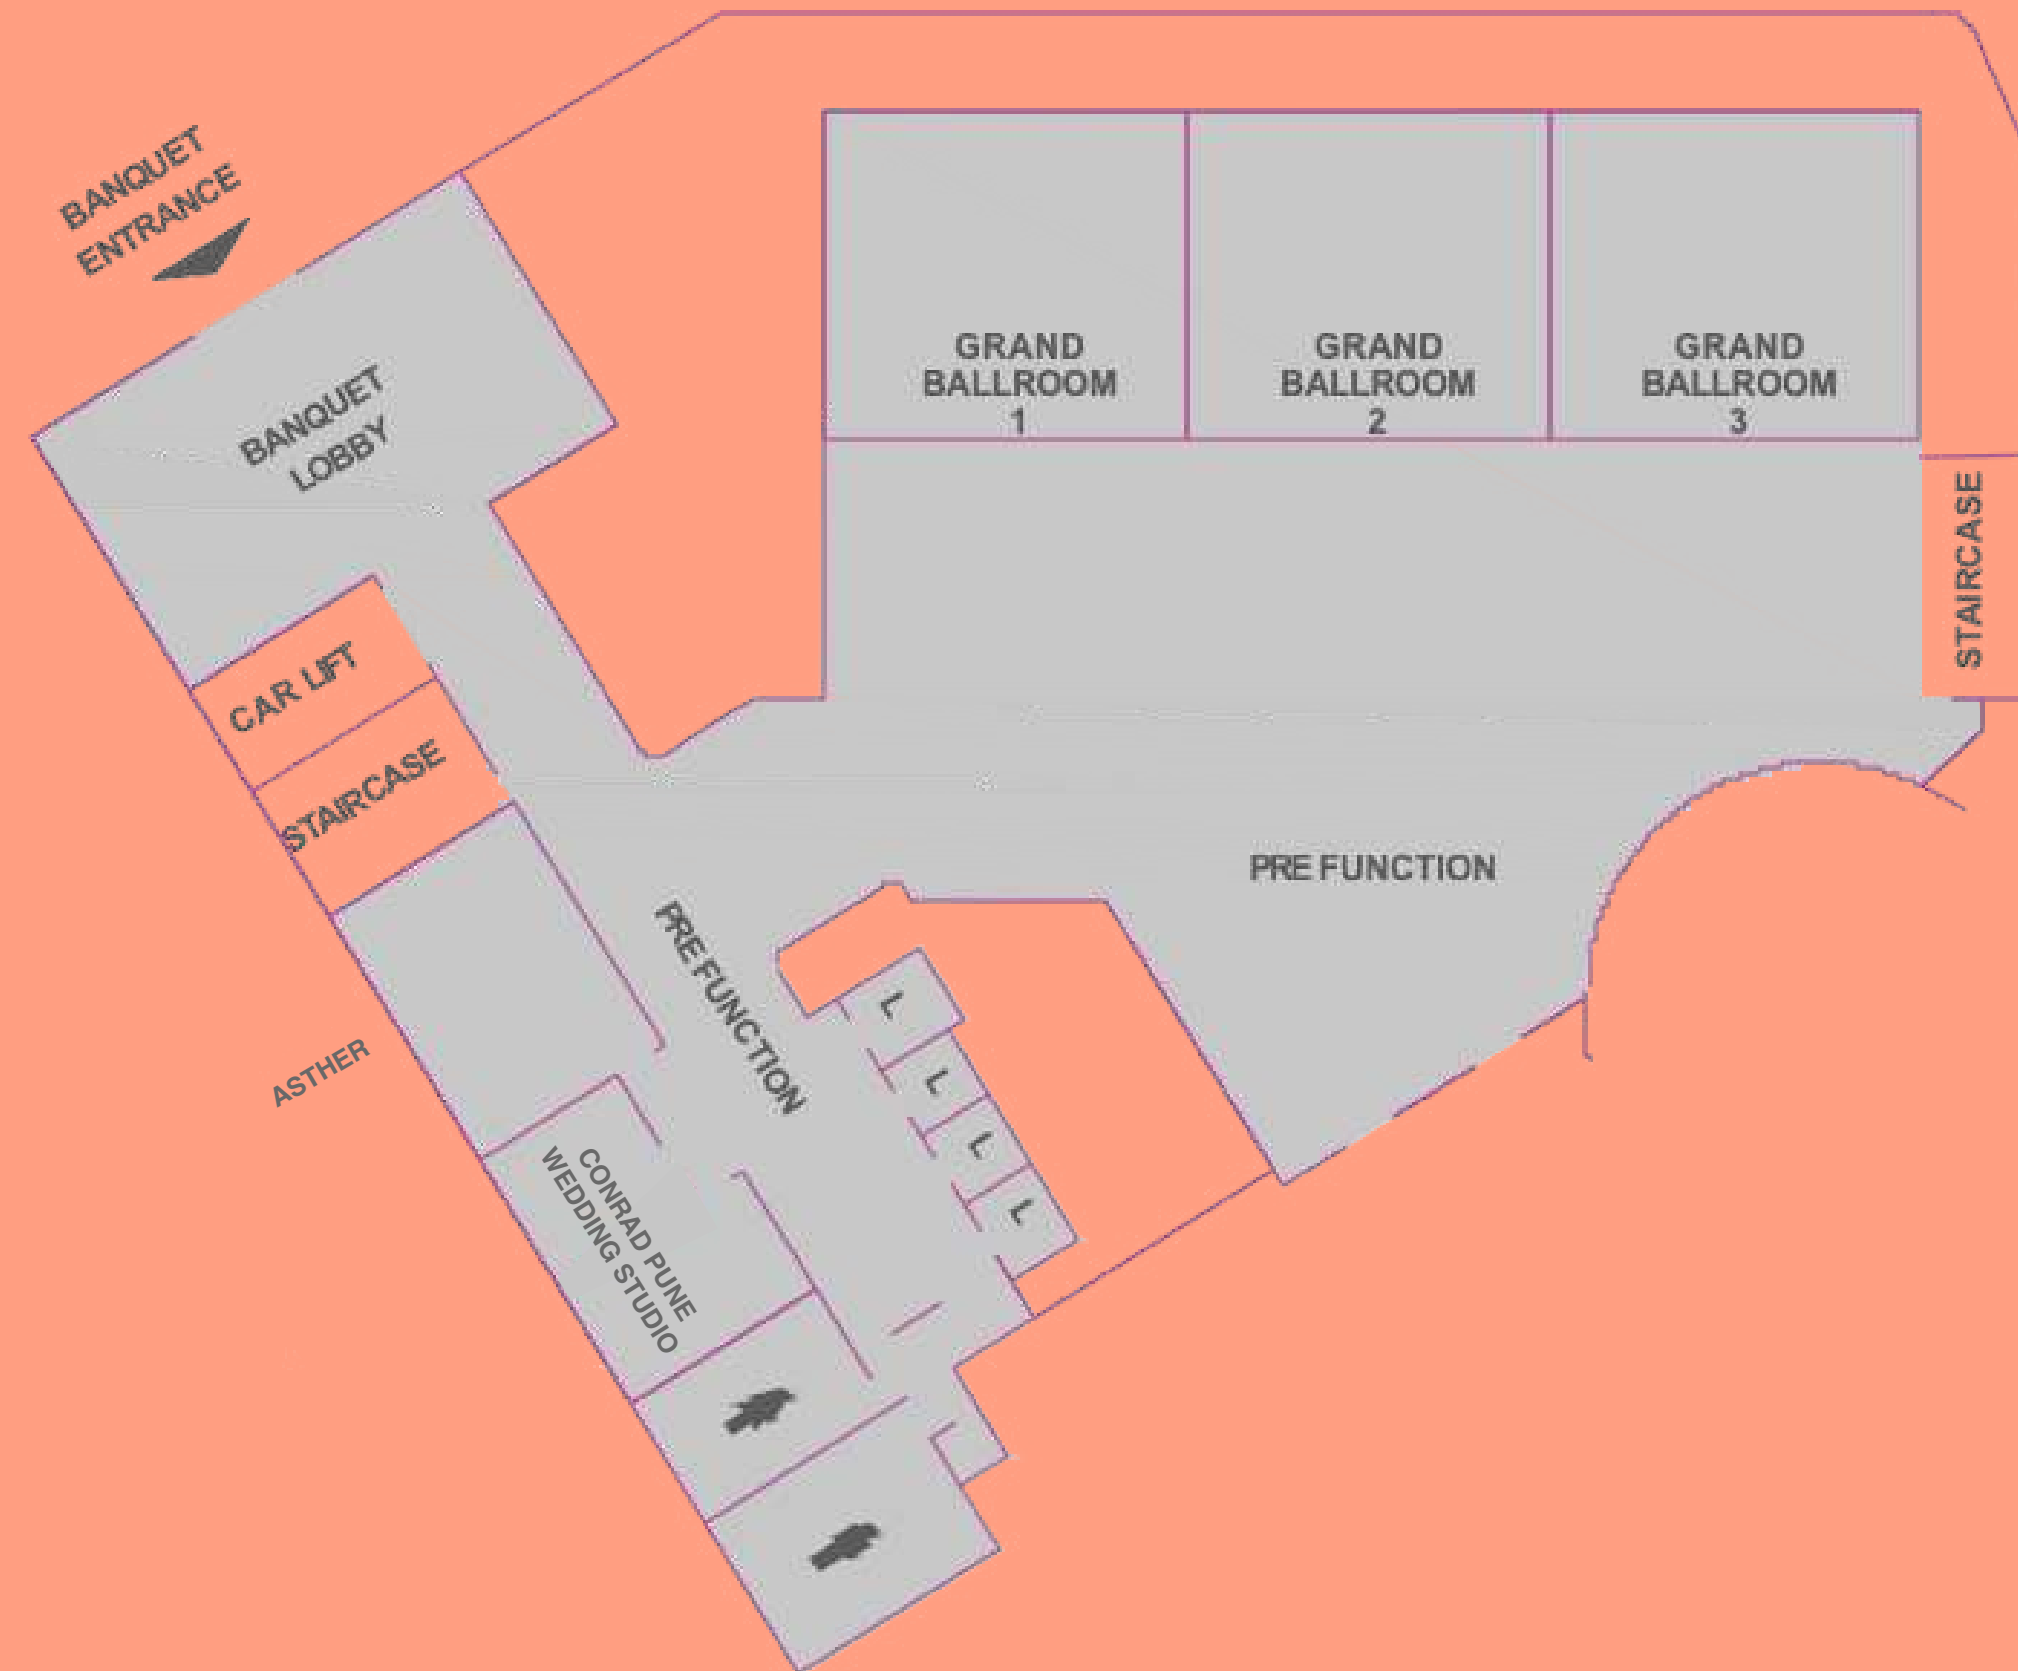 BANQUET
ENTRANCE
BANQUET
LOBBY
GRAND
BALLROOM
1
GRAND
BALLROOM
2
GRAND
BALLROOM
3
STAIRCASE
CAR LIFT
STAIRCASE
PRE FUNCTION
PRE FUNCTION
L
L
L
L
ASTHER
CONRAD PUNE
WEDDING STUDIO